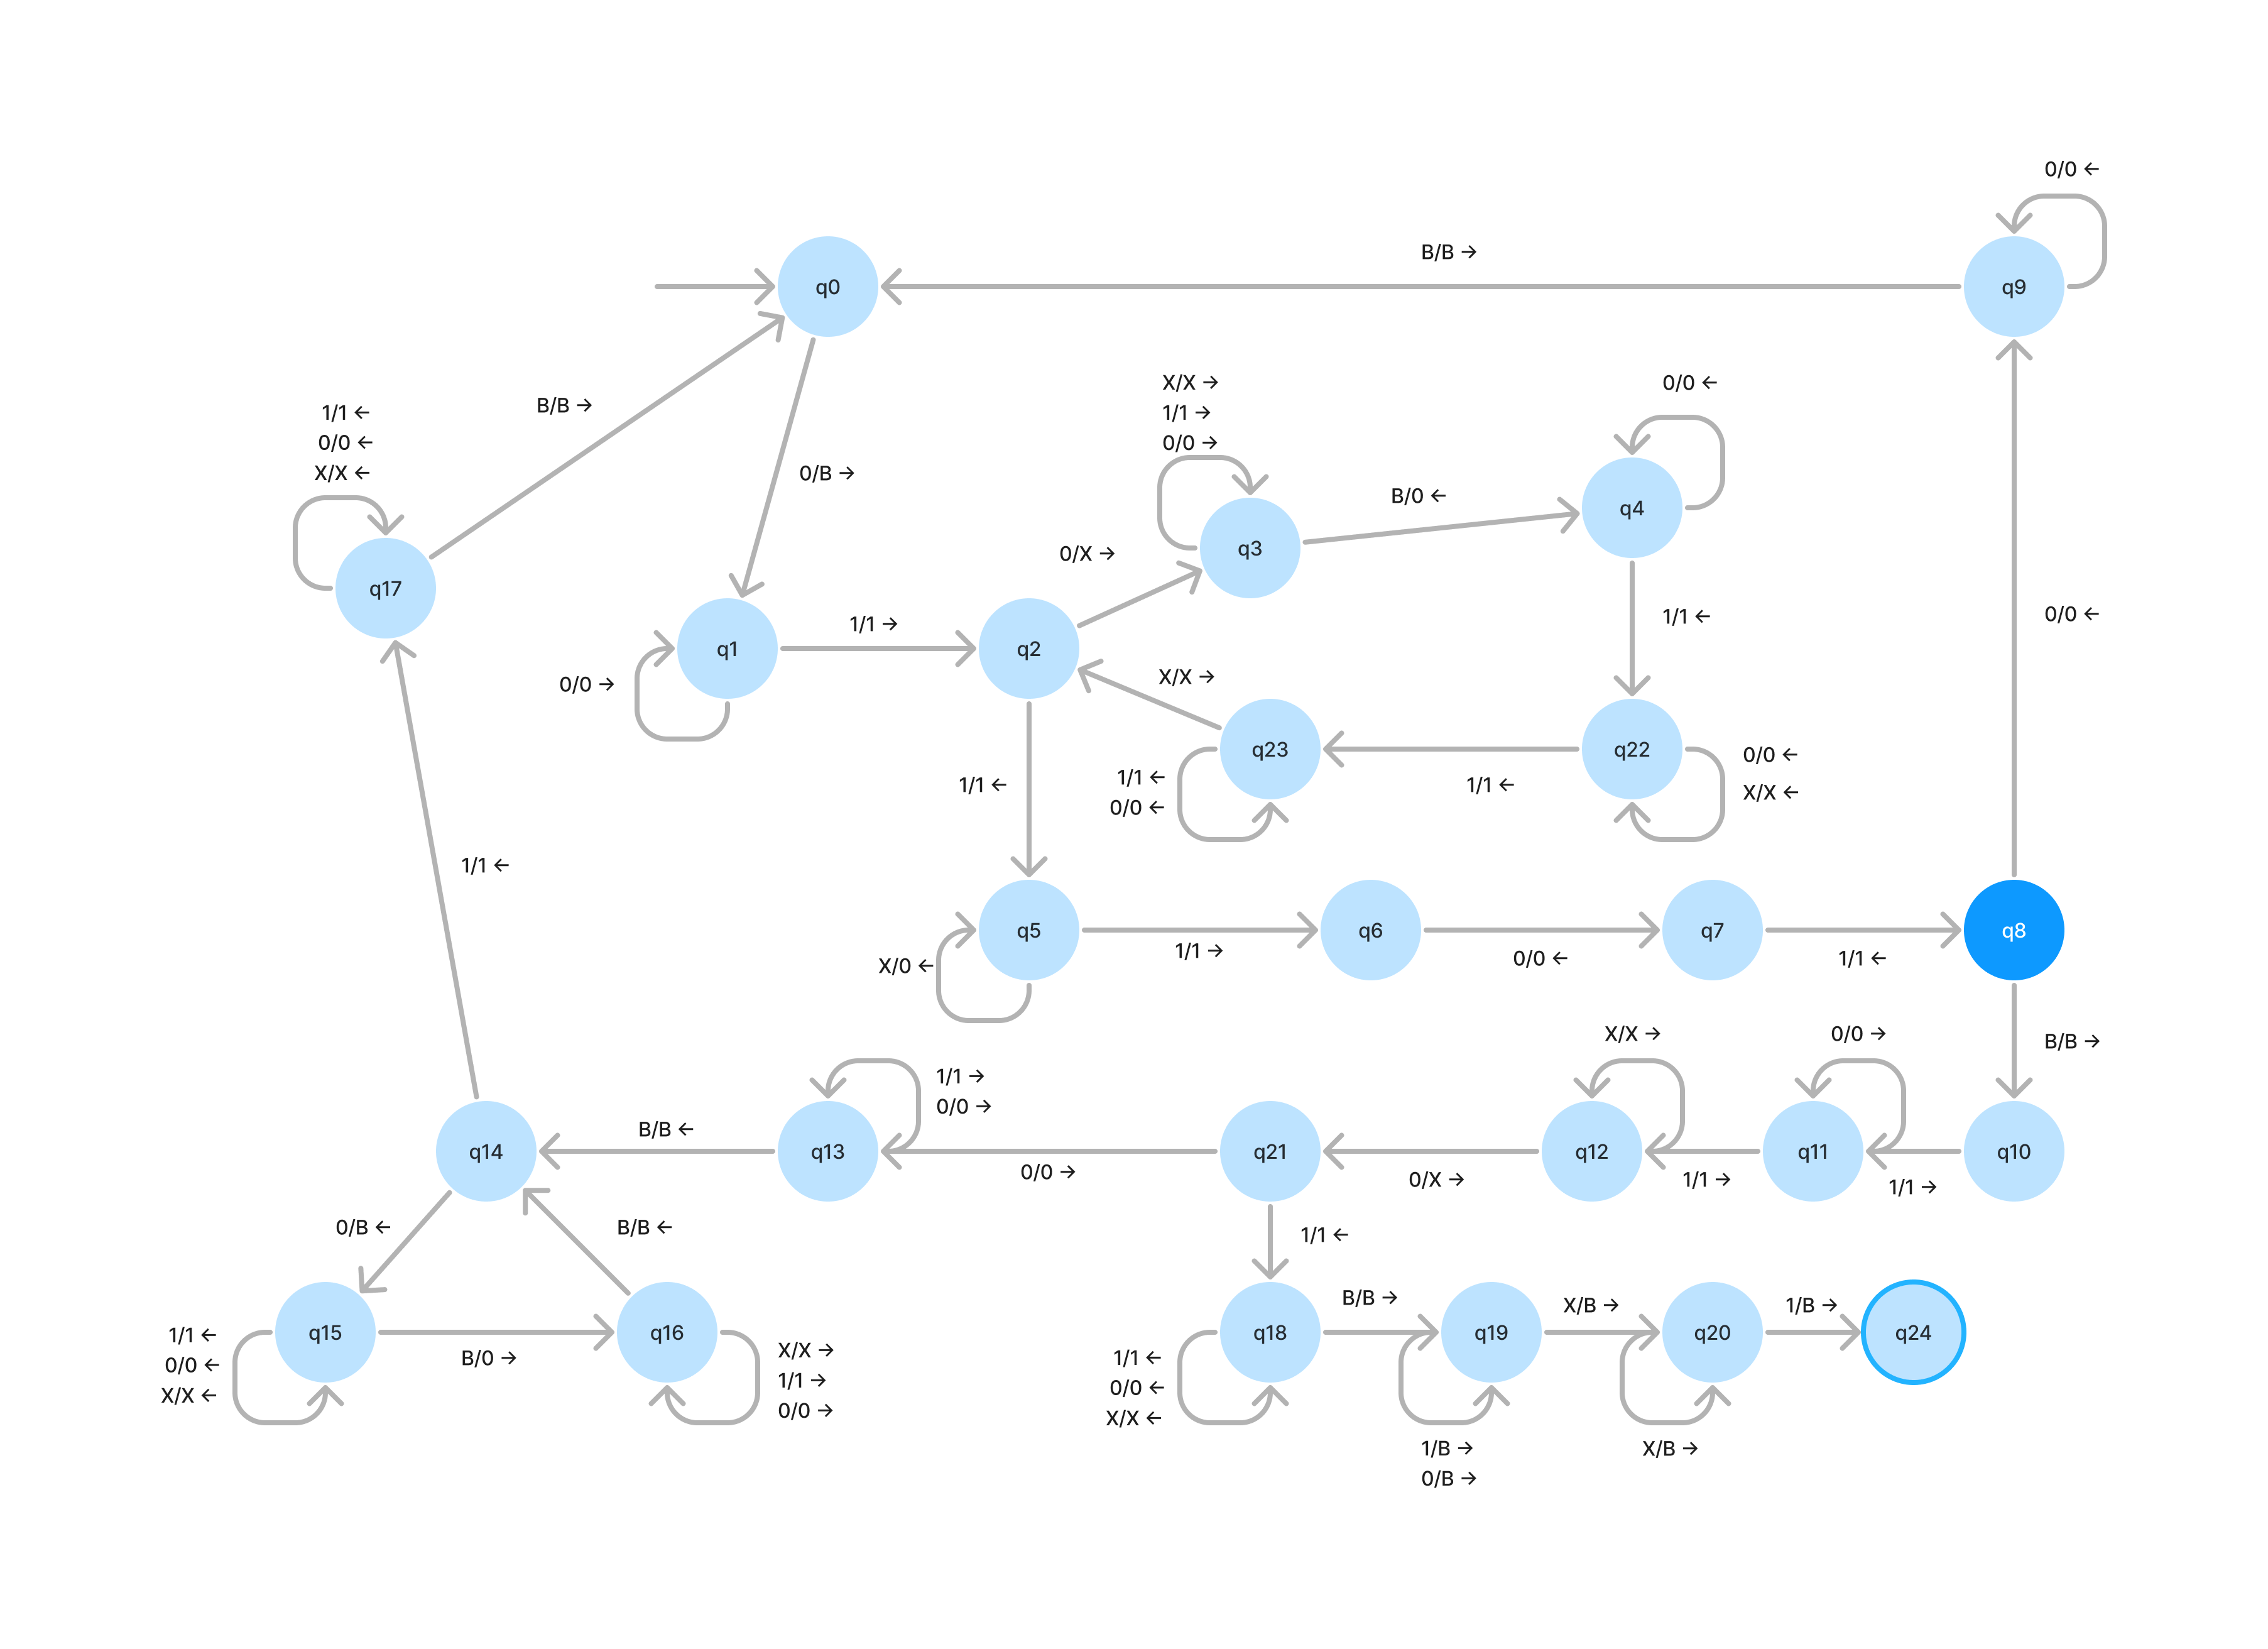 0/0 ←
B/B →
q0
q9
X/X →
1/1 →
0/0 →
0/0 ←
1/1 ←
0/0 ←
X/X ←
B/B →
0/B →
B/0 ←
q4
0/X →
q3
q17
1/1 →
1/1 ←
0/0 ←
q1
q2
0/0 →
X/X →
q23
q22
1/1 ←
0/0 ←
1/1 ←
1/1 ←
0/0 ←
X/X ←
1/1 ←
q5
q6
q7
q8
X/0 ←
1/1 →
0/0 ←
1/1 ←
X/X →
0/0 →
B/B →
1/1 →
0/0 →
B/B ←
q14
q13
q21
q12
q11
q10
0/0 →
0/X →
1/1 →
1/1 →
0/B ←
B/B ←
1/1 ←
B/B →
X/B →
1/B →
q15
q16
q18
q19
q20
q24
1/1 ←
0/0 ←
X/X ←
B/0 →
X/X →
1/1 →
0/0 →
1/1 ←
0/0 ←
X/X ←
1/B →
0/B →
X/B →